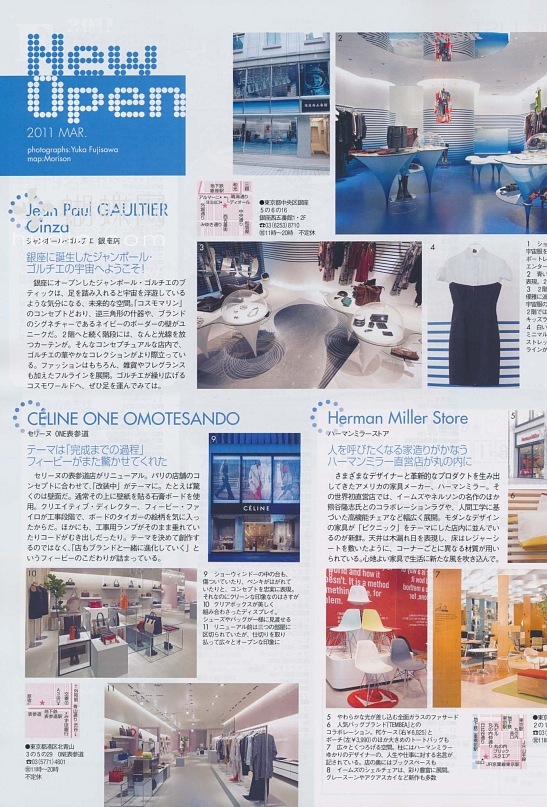 New
Open
2011 MAR.
photographs:Yuka Fujisawa
map:Morison
Jean Paul GAULTIER
Ginza
ジャンポール・ゴルチエ 銀座店
銀座に誕生したジャンポール・
ゴルチエの宇宙へようこそ!
銀座にオープンしたジャンポール・ゴルチエのブ
ティックは、足を踏み入れると宇宙を浮遊している
ような気分になる、未来的な空間。「コスモマリン」
のコンセプトどおり、逆三角形の什器や、ブランド
のシグネチャーであるネイビーのボーダーの壁がユ
ニークだ。2階へと続く階段には、なんと光線を放
つカーテンが。そんなコンセプチュアルな店内で、
ゴルチエの華やかなコレクションがより際立ってい
る。ファッションはもちろん、雑貨やフレグランス
も加えたフルラインを展開。ゴルチエが繰り広げる
コスモワールドへ、ぜひ足を運んでみては。
1
2
●東京都中央区銀座
5の6の16
銀座西五番館1・2F
☎03(6253)8710
営11時〜20時 不定休
3
4
CÉLINE ONE OMOTESANDO
セリーヌ ONE表参道
テーマは「完成までの過程」
フィービーがまた驚かせてくれた
セリーヌの表参道店がリニューアル。パリの店舗のコ
ンセプトに合わせて、「改装中」がテーマに。たとえば驚
くのは壁面だ。通常その上に壁紙を貼る石膏ボードを使
用。クリエイティブ・ディレクター、フィービー・ファ
イロが工事段階で、ボードのタイガーの絵柄を気に入っ
たからだ。ほかにも、工事用ランプがそのまま垂れてい
たりコードがむき出しだったり。テーマを決めて創作す
るのではなく、「店もブランドと一緒に進化していく」と
いうフィービーのこだわりが詰まっている。
9
CÉLINE
9 ショーウィンドーの中の台も、
傷ついていたり、ペンキがはがれて
いたりと、コンセプトを忠実に表現。
それなのにクリーンな印象なのはさすが
10 クリアボックスが美しく
組み合わさったディスプレイ。
シューズやバッグが一様に見渡せる
11 リニューアル前は三つの部屋に
区切られていたが、仕切りを取り
払って広々とオープンな印象に
10
11
●東京都港区北青山
3の5の29 ONE表参道
☎03(5771)4801
営11時〜20時
不定休
Herman Miller Store
ハーマンミラーストア
人を呼びたくなる家造りがかなう
ハーマンミラー直営店が丸の内に
さまざまなデザイナーと革新的なプロダクトを生み出
してきたアメリカの家具メーカー、ハーマンミラー。そ
の世界初直営店では、イームズやネルソンの名作のほか
熊谷隆志氏とのコラボレーションラグや、人間工学に基
づいた高機能チェアなど幅広く展開。モダンなデザイン
の家具が「ピクニック」をテーマにした店内に並んでいる
のが新鮮。天井は木漏れ日を表現し、床はレジャーシー
トを敷いたように、コーナーごとに異なる材質が用いら
れている。心地よい家具で生活に新たな風を吹き込んで。
5
6
7
8
5 やわらかな光が差し込む全面ガラスのファサード
6 人気バッグブランド「TEMBEA」との
コラボレーション。PCケース(右¥6,825)と
ポーチ(左¥3,990)のほか大きめのトートバッグも
7 広々とくつろげる空間。柱にはハーマンミラー
ゆかりのデザイナーの、人生や仕事に対する名言が
記されている。店の奥にはブックスペースも
8 イームズのシェルチェアは、彩り豊富に展開。
グレースーンやアクアスカイなど新作も多数